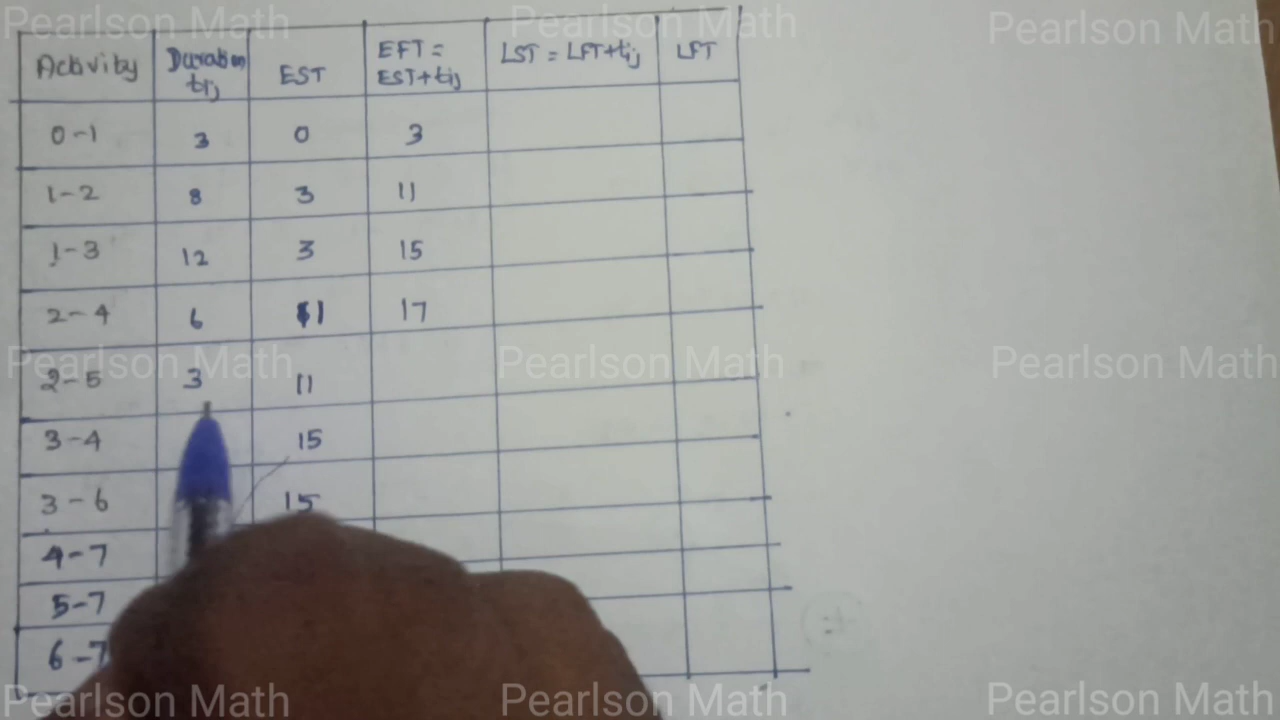 Pearlson Math Pearlson Math Pearlson Math
Activity Duration tij EST EFT = EST+tij LST = LFT+tij LFT
0-1 3 0 3
1-2 8 3 11
1-3 12 3 15
2-4 6 11 17
Pearlson Math Pearlson Math Pearlson Math
2-5 3 11
3-4 15
3-6 15
4-7
5-7
6-7
Pearlson Math Pearlson Math Pearlson Math